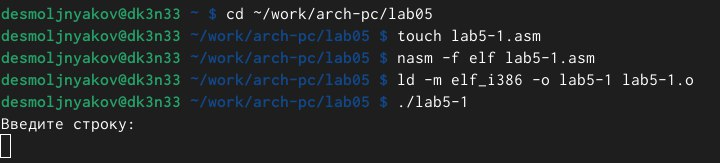 desmoljnyakov@dk3n33 ~ $ cd ~/work/arch-pc/lab05
desmoljnyakov@dk3n33 ~/work/arch-pc/lab05 $ touch lab5-1.asm
desmoljnyakov@dk3n33 ~/work/arch-pc/lab05 $ nasm -f elf lab5-1.asm
desmoljnyakov@dk3n33 ~/work/arch-pc/lab05 $ ld -m elf_i386 -o lab5-1 lab5-1.o
desmoljnyakov@dk3n33 ~/work/arch-pc/lab05 $ ./lab5-1
Введите строку: